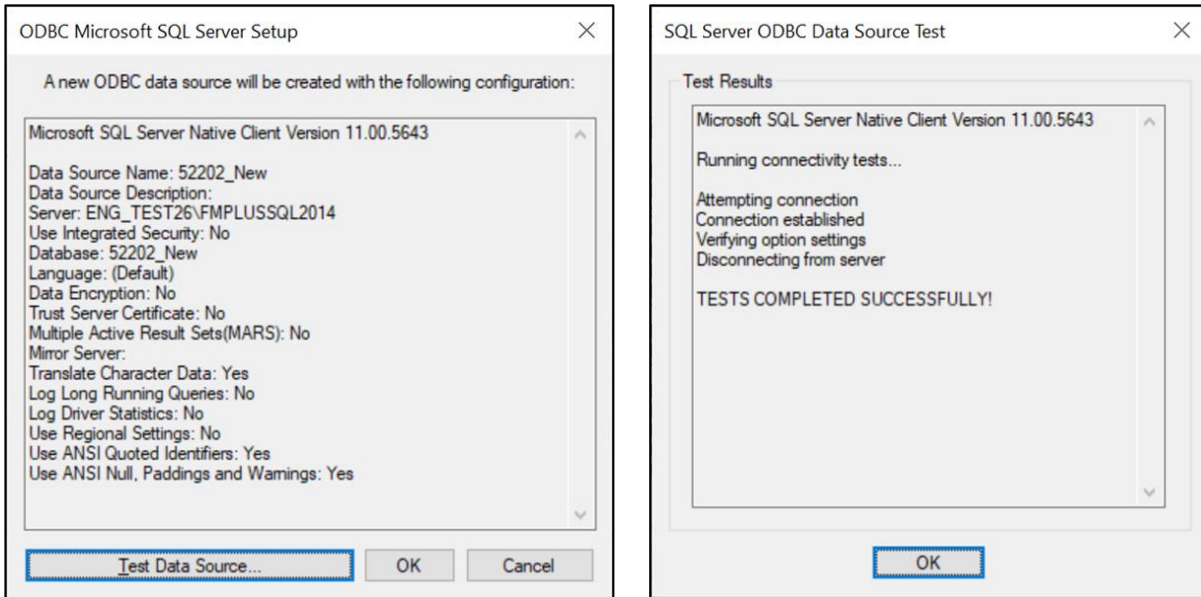 ODBC Microsoft SQL Server Setup
A new ODBC data source will be created with the following configuration:
Microsoft SQL Server Native Client Version 11.00.5643
Data Source Name: 52202_New
Data Source Description:
Server: ENG_TEST26\FMPLUSSQL2014
Use Integrated Security: No
Database: 52202_New
Language: (Default)
Data Encryption: No
Trust Server Certificate: No
Multiple Active Result Sets(MARS): No
Mirror Server:
Translate Character Data: Yes
Log Long Running Queries: No
Log Driver Statistics: No
Use Regional Settings: No
Use ANSI Quoted Identifiers: Yes
Use ANSI Null, Paddings and Warnings: Yes
Test Data Source...
OK
Cancel
SQL Server ODBC Data Source Test
Test Results
Microsoft SQL Server Native Client Version 11.00.5643
Running connectivity tests...
Attempting connection
Connection established
Verifying option settings
Disconnecting from server
TESTS COMPLETED SUCCESSFULLY!
OK